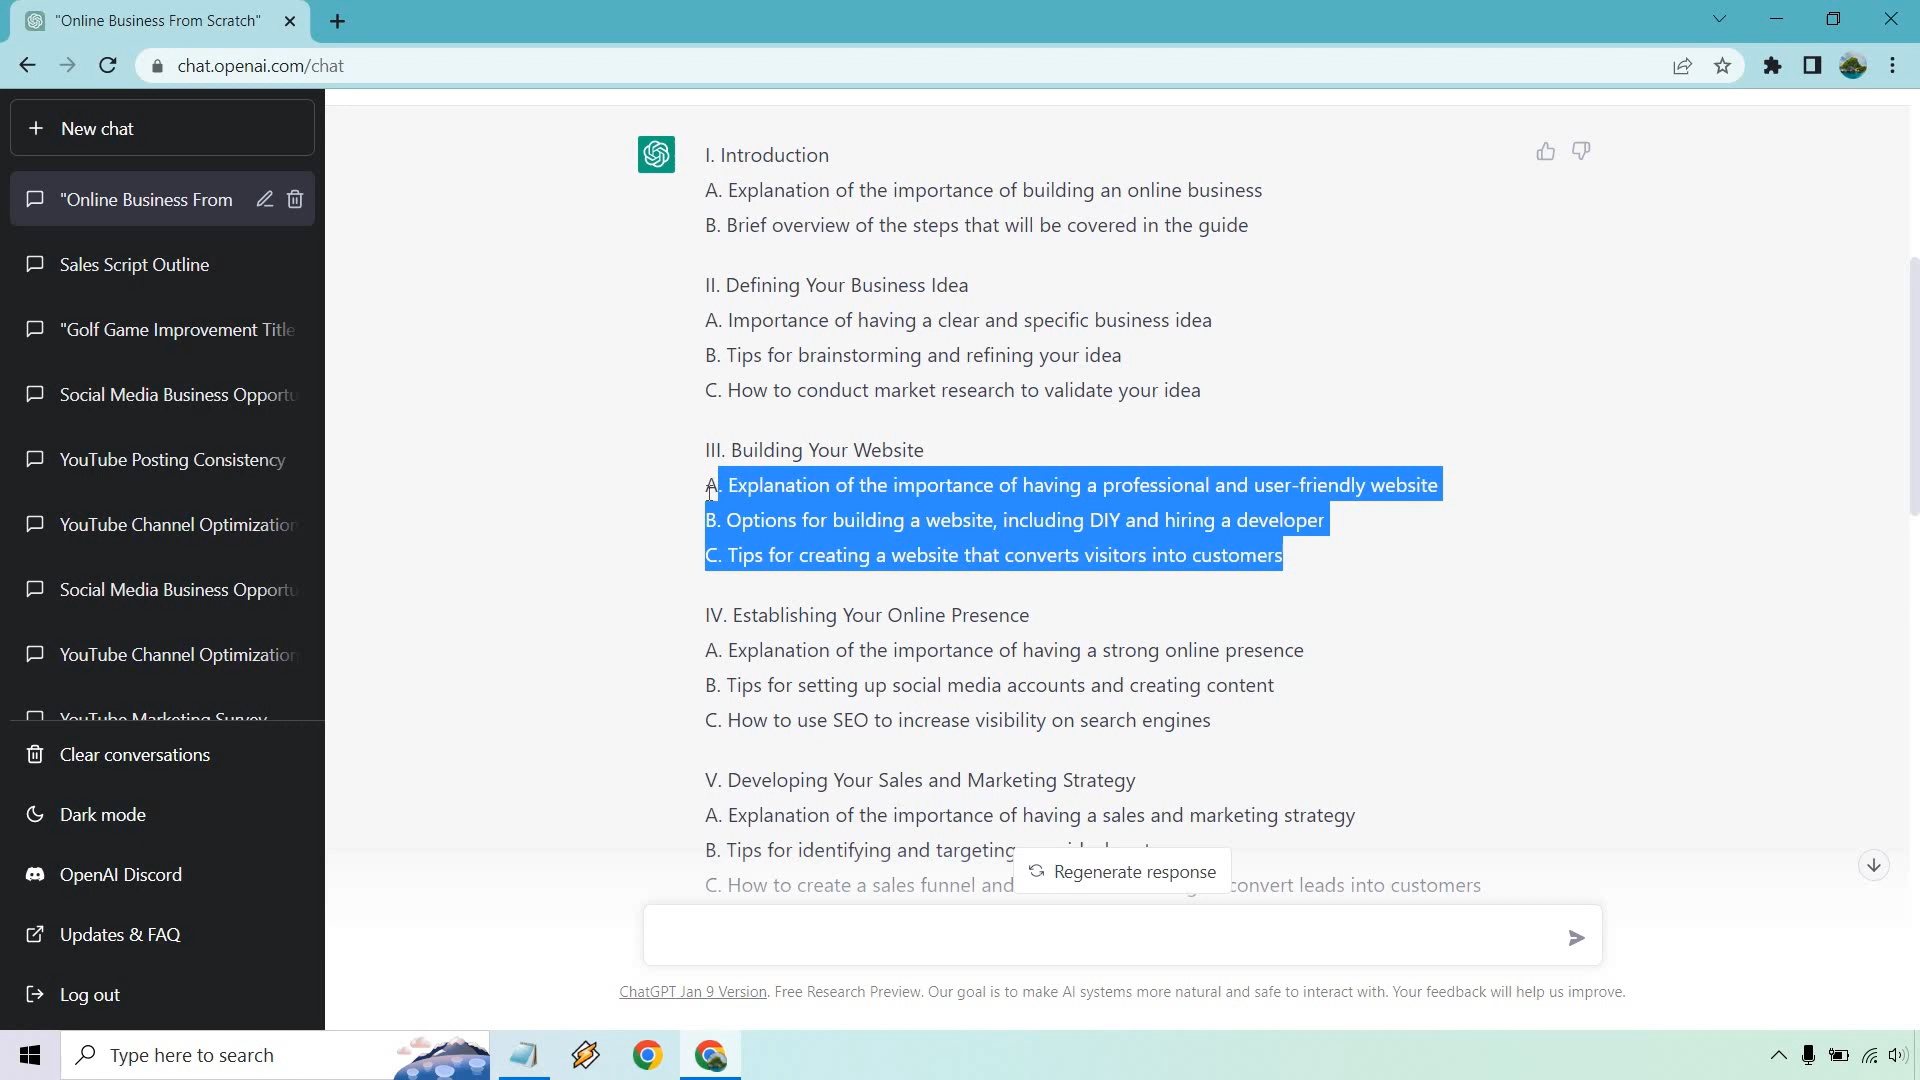 "Online Business From Scratch"
chat.openai.com/chat
New chat
"Online Business From
Sales Script Outline
"Golf Game Improvement Title
Social Media Business Opportu
YouTube Posting Consistency
YouTube Channel Optimization
Social Media Business Opportu
YouTube Channel Optimization
YouTube Marketing Survey
Clear conversations
Dark mode
OpenAI Discord
Updates & FAQ
Log out
I. Introduction
A. Explanation of the importance of building an online business
B. Brief overview of the steps that will be covered in the guide
II. Defining Your Business Idea
A. Importance of having a clear and specific business idea
B. Tips for brainstorming and refining your idea
C. How to conduct market research to validate your idea
III. Building Your Website
A. Explanation of the importance of having a professional and user-friendly website
B. Options for building a website, including DIY and hiring a developer
C. Tips for creating a website that converts visitors into customers
IV. Establishing Your Online Presence
A. Explanation of the importance of having a strong online presence
B. Tips for setting up social media accounts and creating content
C. How to use SEO to increase visibility on search engines
V. Developing Your Sales and Marketing Strategy
A. Explanation of the importance of having a sales and marketing strategy
B. Tips for identifying and targeting
C. How to create a sales funnel and convert leads into customers
Regenerate response
ChatGPT Jan 9 Version. Free Research Preview. Our goal is to make AI systems more natural and safe to interact with. Your feedback will help us improve.
Type here to search